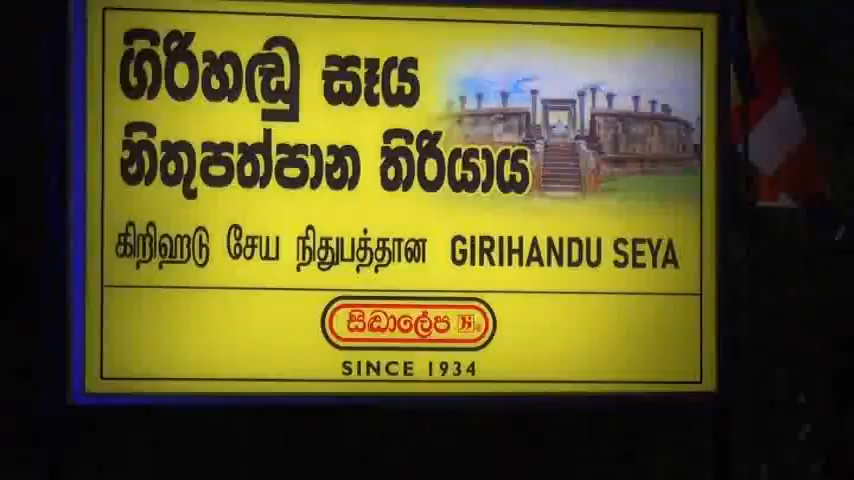 ගිරිහඬු සෑය
නිතුපත්පාන තිරියාය
கிறிஹடு சேய நிதுபத்தான GIRIHANDU SEYA
සිඬාලේප
SINCE 1934